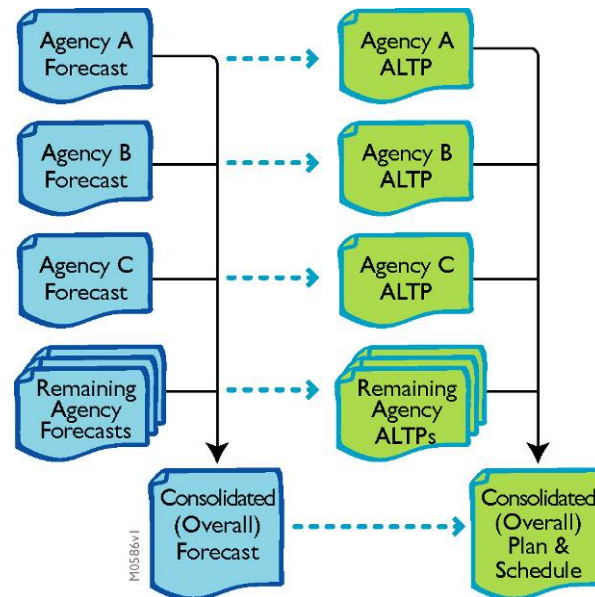 Agency A
Forecast
Agency A
ALTP
Agency B
Forecast
Agency B
ALTP
Agency C
Forecast
Agency C
ALTP
Remaining
Agency
Forecasts
Remaining
Agency
ALTPs
Consolidated
(Overall)
Forecast
Consolidated
(Overall)
Plan &
Schedule
M0586v1